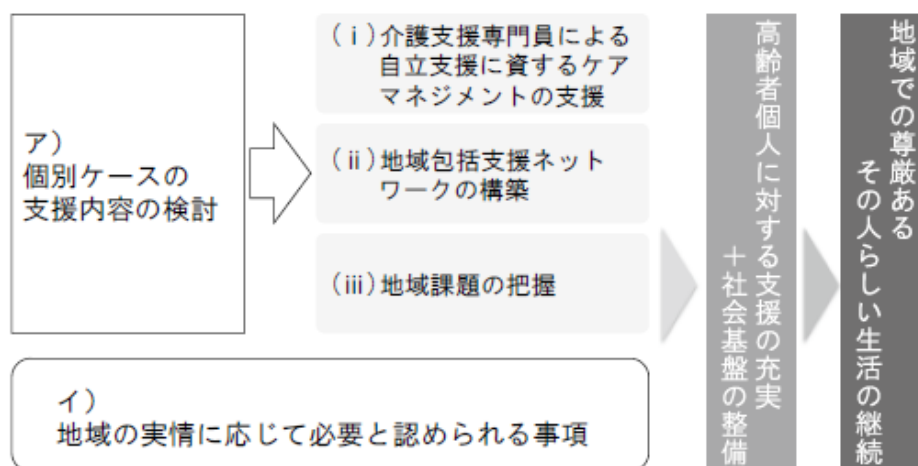 ア）
個別ケースの
支援内容の検討
(ⅰ)介護支援専門員による
自立支援に資するケア
マネジメントの支援
(ⅱ)地域包括支援ネット
ワークの構築
(ⅲ)地域課題の把握
イ）
地域の実情に応じて必要と認められる事項
高齢者個人に対する支援の充実
＋社会基盤の整備
地域での尊厳ある
その人らしい生活の継続